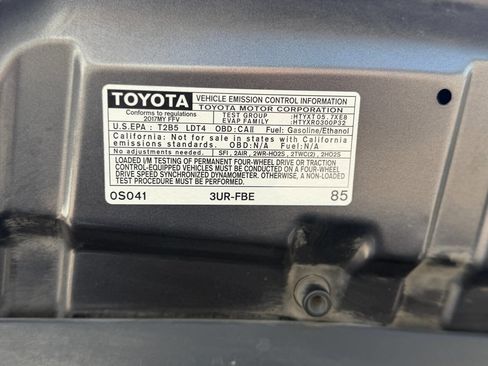 TOYOTA
VEHICLE EMISSION CONTROL INFORMATION
TOYOTA MOTOR CORPORATION
Conforms to regulations
2017MY FFV
TEST GROUP :HTYXT05.7XEB
EVAP FAMILY :HTYXR0300P32
U.S.EPA : T2B5 LDT4 OBD:CAII Fuel: Gasoline/Ethanol
California: Not for sale in states with California
emissions standards. OBD:N/A Fuel:N/A
No adjustments needed. SFI, 2AIR, 2WR-HO2S, 2TWC(2), 2HO2S
LOADED I/M TESTING OF PERMANENT FOUR-WHEEL DRIVE OR TRACTION
CONTROL EQUIPPED VEHICLES MUST BE CONDUCTED ON A FOUR-WHEEL
DRIVE SPEED SYNCHRONIZED DYNAMOMETER. OTHERWISE, A NON-LOADED
TEST PROCEDURE MUST BE PERFORMED.
0S041 3UR-FBE 85